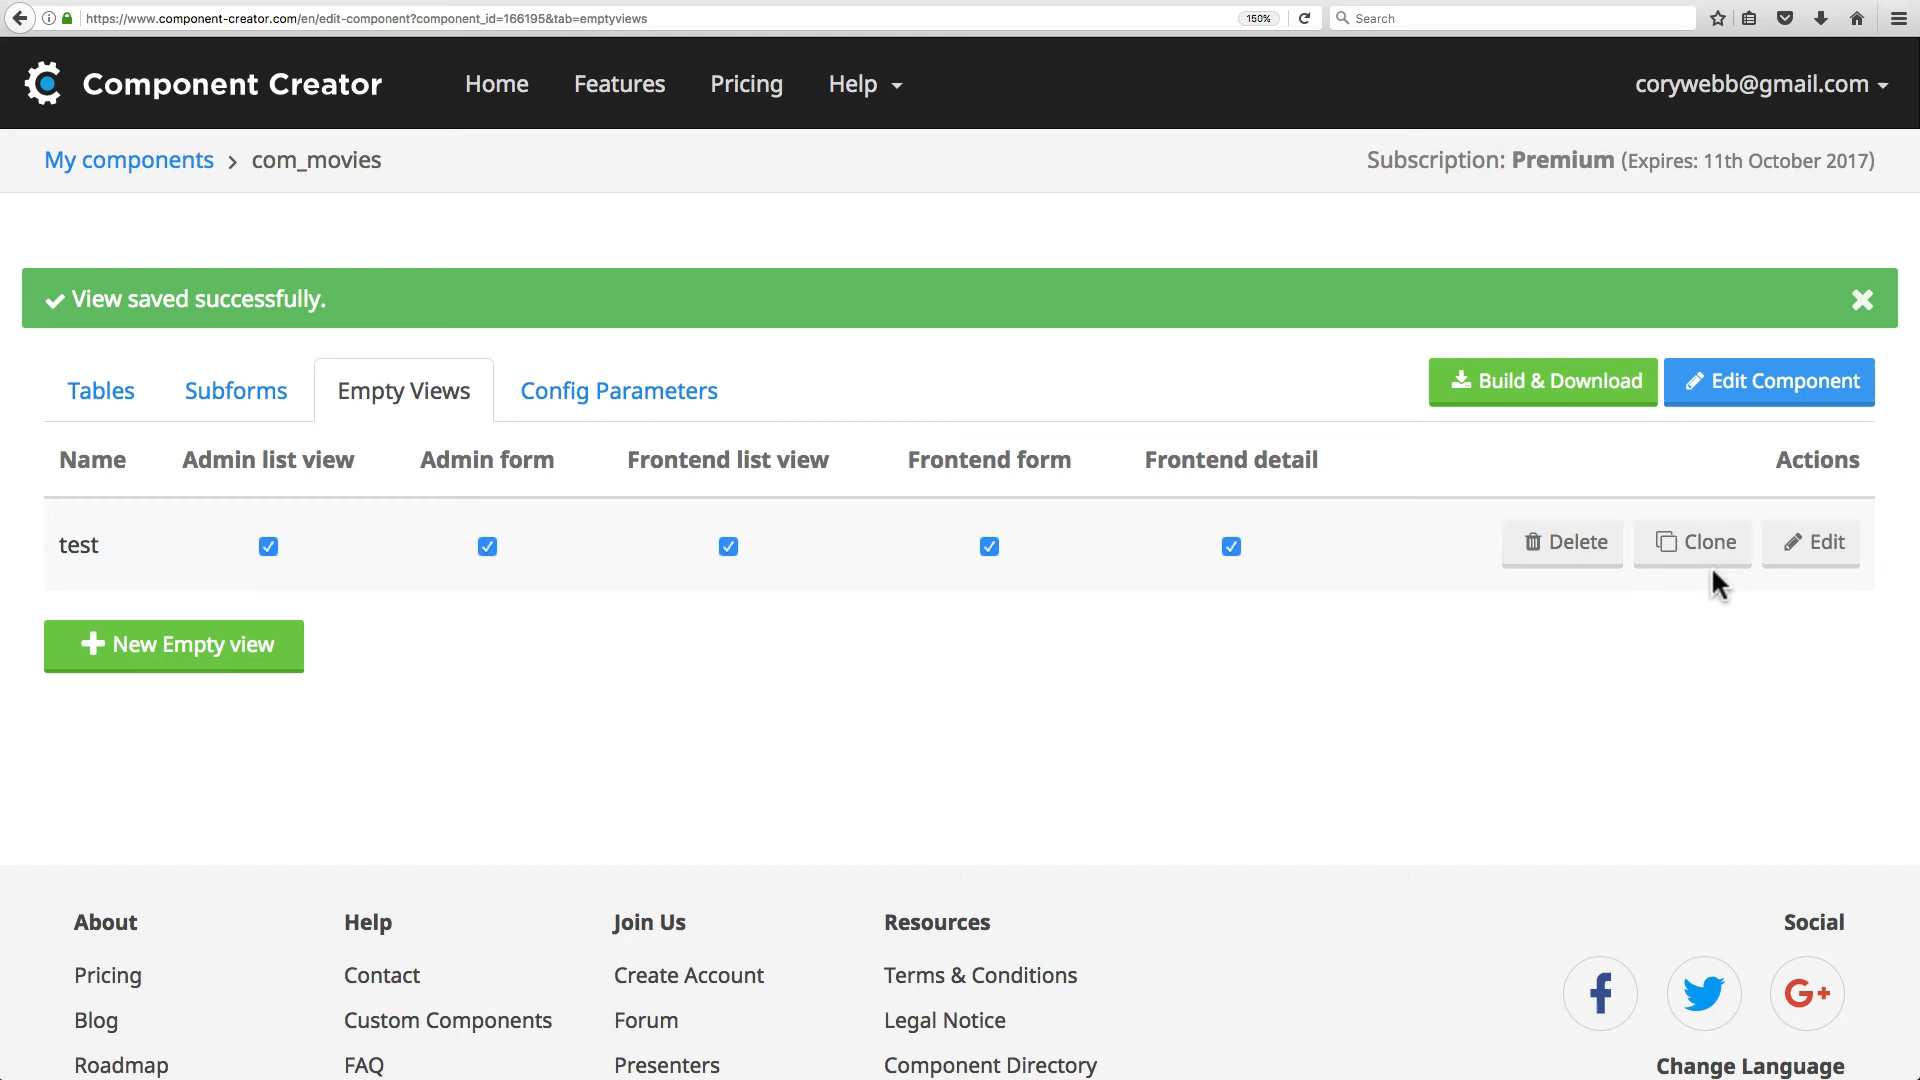 https://www.component-creator.com/en/edit-component?component_id=166195&tab=emptyviews 150% Search
Component Creator Home Features Pricing Help corywebb@gmail.com
My components > com_movies Subscription: Premium (Expires: 11th October 2017)
View saved successfully.
Tables Subforms Empty Views Config Parameters Build & Download Edit Component
Name Admin list view Admin form Frontend list view Frontend form Frontend detail Actions
test Delete Clone Edit
New Empty view
About Help Join Us Resources Social
Pricing Contact Create Account Terms & Conditions
Blog Custom Components Forum Legal Notice
Roadmap FAQ Presenters Component Directory
Change Language